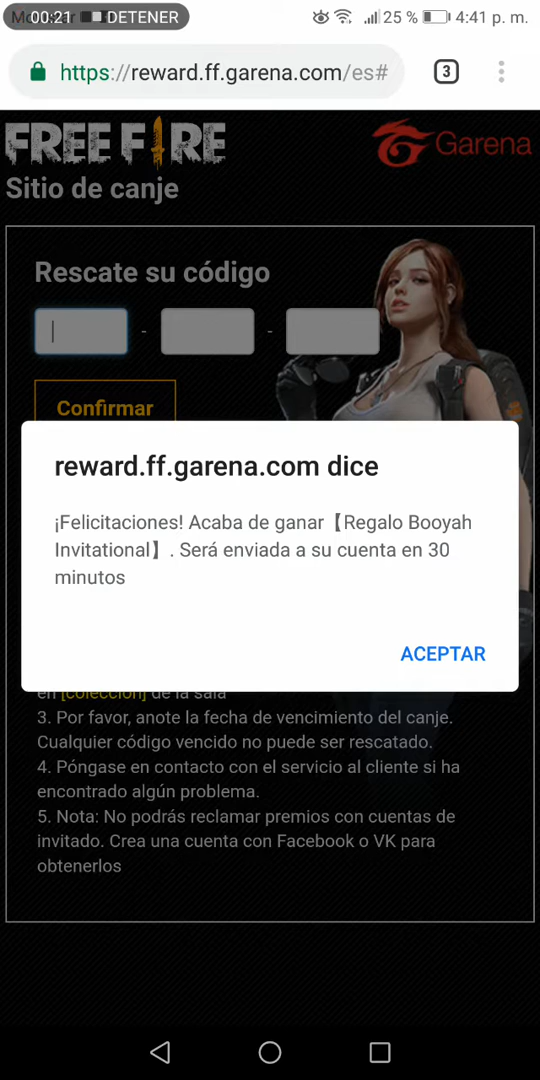 00:21 DETENER 25 % 4:41 p. m.
https://reward.ff.garena.com/es# 3
FREE FIRE Garena
Sitio de canje
Rescate su código
- -
Confirmar
reward.ff.garena.com dice
¡Felicitaciones! Acaba de ganar【Regalo Booyah
Invitational】. Será enviada a su cuenta en 30
minutos
ACEPTAR
en [colección] de la sala
3. Por favor, anote la fecha de vencimiento del canje.
Cualquier código vencido no puede ser rescatado.
4. Póngase en contacto con el servicio al cliente si ha
encontrado algún problema.
5. Nota: No podrás reclamar premios con cuentas de
invitado. Crea una cuenta con Facebook o VK para
obtenerlos